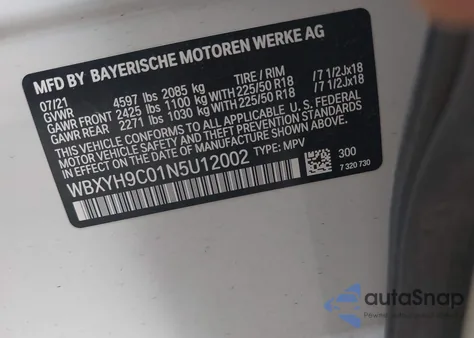 MFD BY BAYERISCHE MOTOREN WERKE AG
07/21 TIRE / RIM
GVWR 4597 lbs 2085 kg
GAWR FRONT 2425 lbs 1100 kg WITH 225/50 R18 /7 1/2Jx18
GAWR REAR 2271 lbs 1030 kg WITH 225/50 R18 /7 1/2Jx18
THIS VEHICLE CONFORMS TO ALL APPLICABLE U. S. FEDERAL
MOTOR VEHICLE SAFETY AND THEFT PREVENTION STANDARDS
IN EFFECT ON THE DATE OF MANUFACTURE SHOWN ABOVE.
WBXYH9C01N5U12002 TYPE: MPV
300
7 320 730
autoSnap